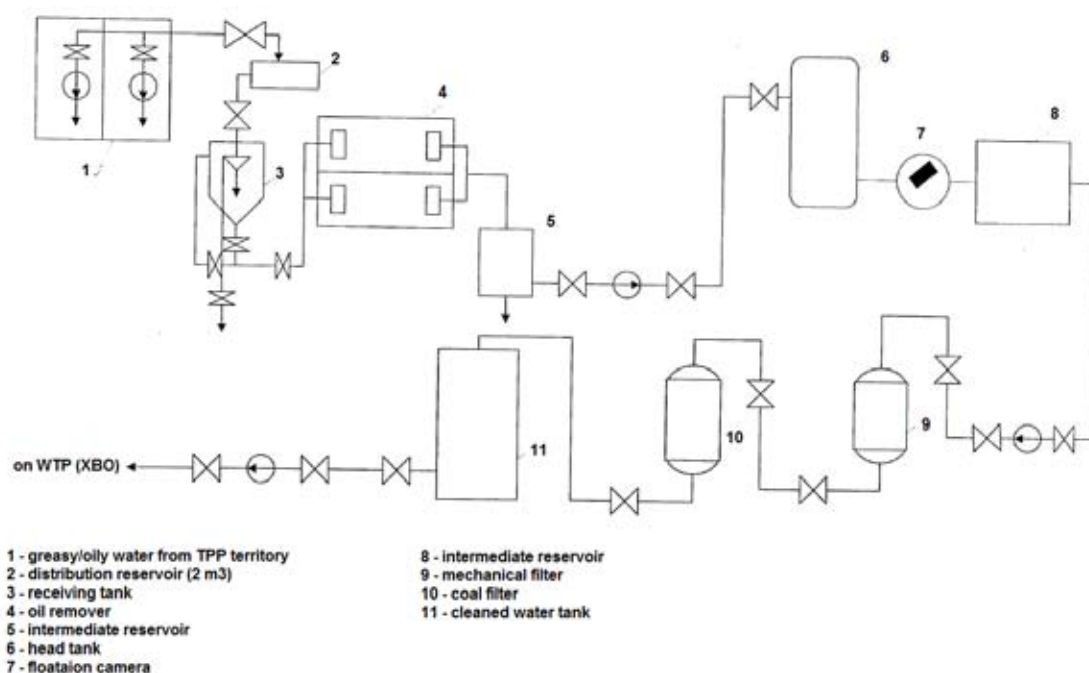 1
2
3
4
5
6
7
8
9
10
11
on WTP (XBO)
1 - greasy/oily water from TPP territory
2 - distribution reservoir (2 m3)
3 - receiving tank
4 - oil remover
5 - intermediate reservoir
6 - head tank
7 - floataion camera
8 - intermediate reservoir
9 - mechanical filter
10 - coal filter
11 - cleaned water tank